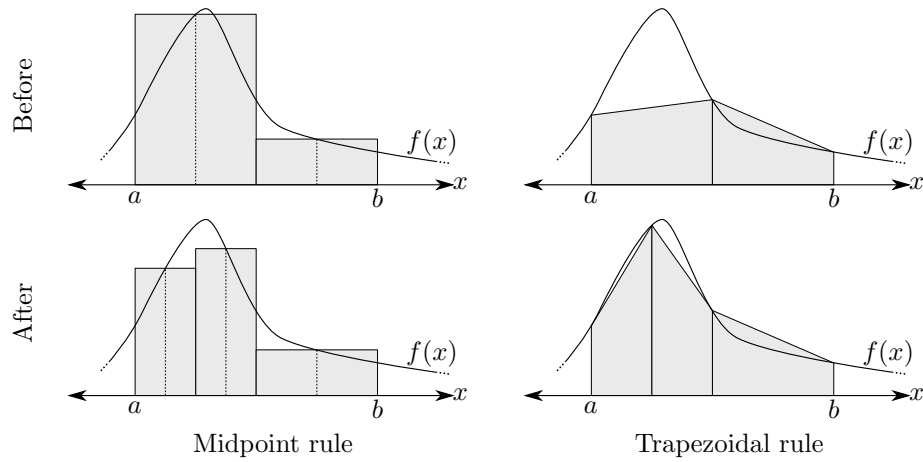 Before
f(x)
x
a
b
f(x)
x
a
b
After
f(x)
x
a
b
f(x)
x
a
b
Midpoint rule
Trapezoidal rule